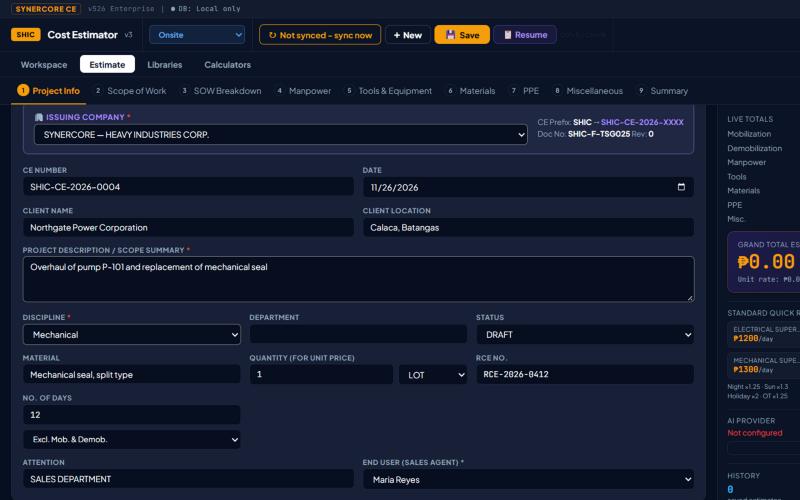 SYNERCORE CE v526 Enterprise | ● DB: Local only
SHIC Cost Estimator v3 Onsite ↻ Not synced – sync now + New 💾 Save 📋 Resume
Workspace Estimate Libraries Calculators
1 Project Info 2 Scope of Work 3 SOW Breakdown 4 Manpower 5 Tools & Equipment 6 Materials 7 PPE 8 Miscellaneous 9 Summary
ISSUING COMPANY *
SYNERCORE — HEAVY INDUSTRIES CORP.
CE Prefix: SHIC → SHIC-CE-2026-XXXX
Doc No: SHIC-F-TSG025 Rev: 0
CE NUMBER
SHIC-CE-2026-0004
DATE
11/26/2026
CLIENT NAME
Northgate Power Corporation
CLIENT LOCATION
Calaca, Batangas
PROJECT DESCRIPTION / SCOPE SUMMARY *
Overhaul of pump P-101 and replacement of mechanical seal
DISCIPLINE *
Mechanical
DEPARTMENT
STATUS
DRAFT
MATERIAL
Mechanical seal, split type
QUANTITY (FOR UNIT PRICE)
1 LOT
RCE NO.
RCE-2026-0412
NO. OF DAYS
12
Excl. Mob. & Demob.
ATTENTION
SALES DEPARTMENT
END USER (SALES AGENT) *
Maria Reyes
LIVE TOTALS
Mobilization
Demobilization
Manpower
Tools
Materials
PPE
Misc.
GRAND TOTAL ES
₱0.00
Unit rate: ₱0.0
STANDARD QUICK R
ELECTRICAL SUPER...
₱1200/day
MECHANICAL SUPE...
₱1300/day
Night ×1.25 · Sun ×1.3
Holiday ×2 · OT ×1.25
AI PROVIDER
Not configured
HISTORY
0